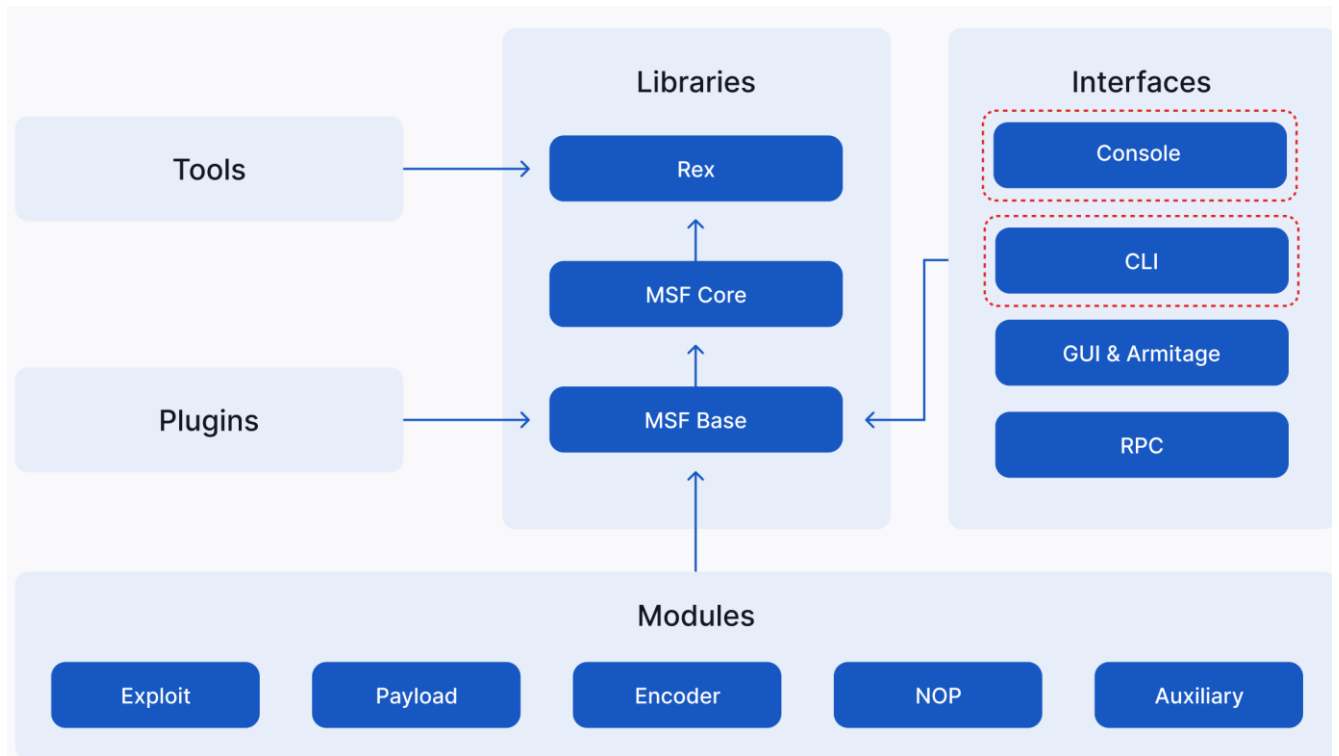 Libraries
Interfaces
Tools
Rex
Console
MSF Core
CLI
GUI & Armitage
Plugins
MSF Base
RPC
Modules
Exploit
Payload
Encoder
NOP
Auxiliary